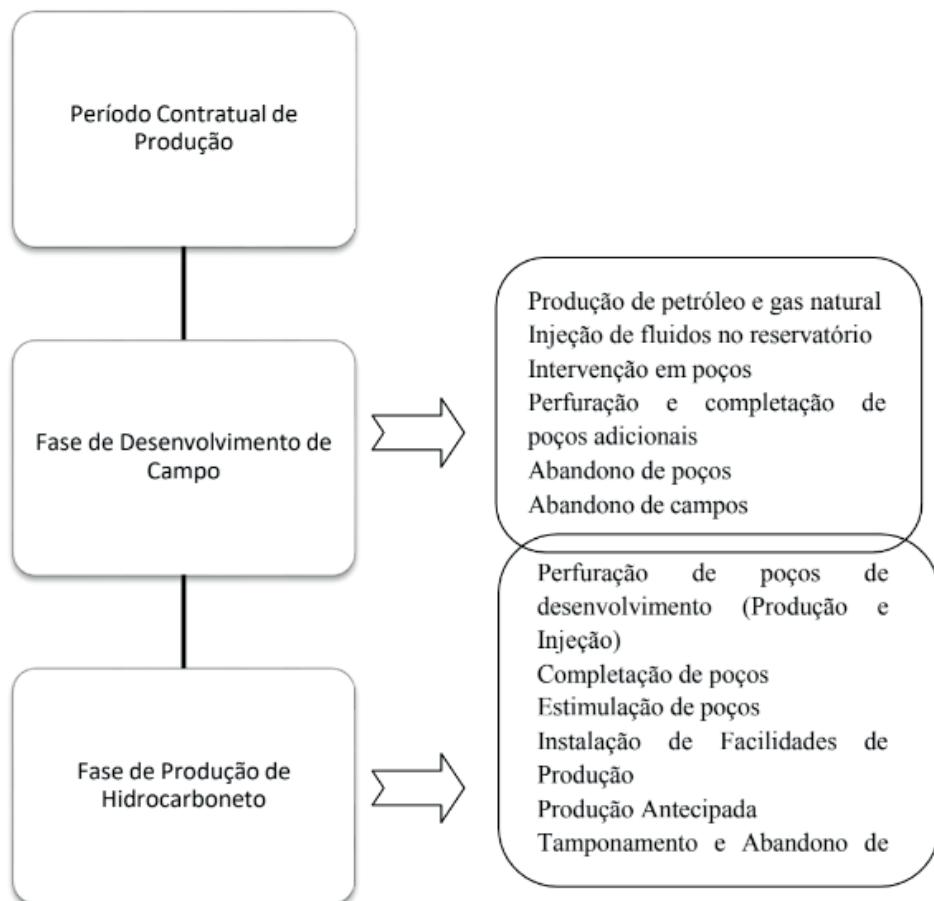 Período Contratual de
Produção
Fase de Desenvolvimento de
Campo
Produção de petróleo e gas natural
Injeção de fluidos no reservatório
Intervenção em poços
Perfuração e completação de
poços adicionais
Abandono de poços
Abandono de campos
Fase de Produção de
Hidrocarboneto
Perfuração de poços de
desenvolvimento (Produção e
Injeção)
Completação de poços
Estimulação de poços
Instalação de Facilidades de
Produção
Produção Antecipada
Tamponamento e Abandono de